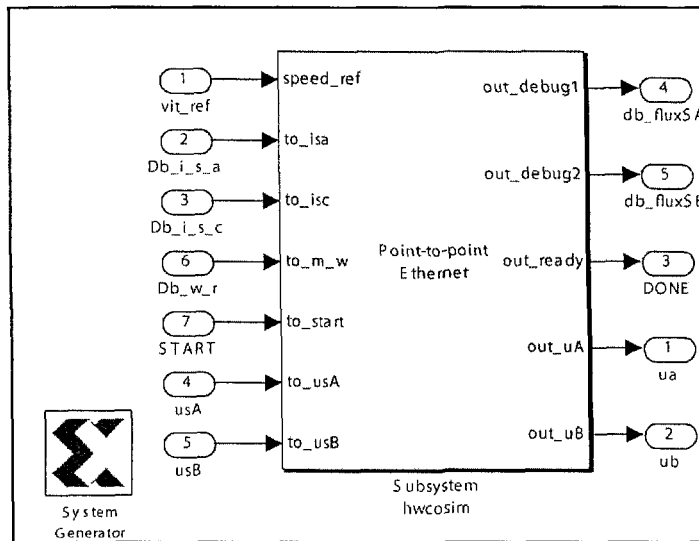 1 speed_ref out_debug1 4
vit_ref db_fluxSA
2 to_isa
Db_i_s_a out_debug2 5
3 to_isc db_fluxSB
Db_i_s_c
6 to_m_w Point-to-point out_ready 3
Db_w_r Ethernet DONE
7 to_start
START out_uA 1
4 to_usA ua
usA
5 to_usB out_uB 2
usB ub
Subsystem
hwcosim
System
Generator